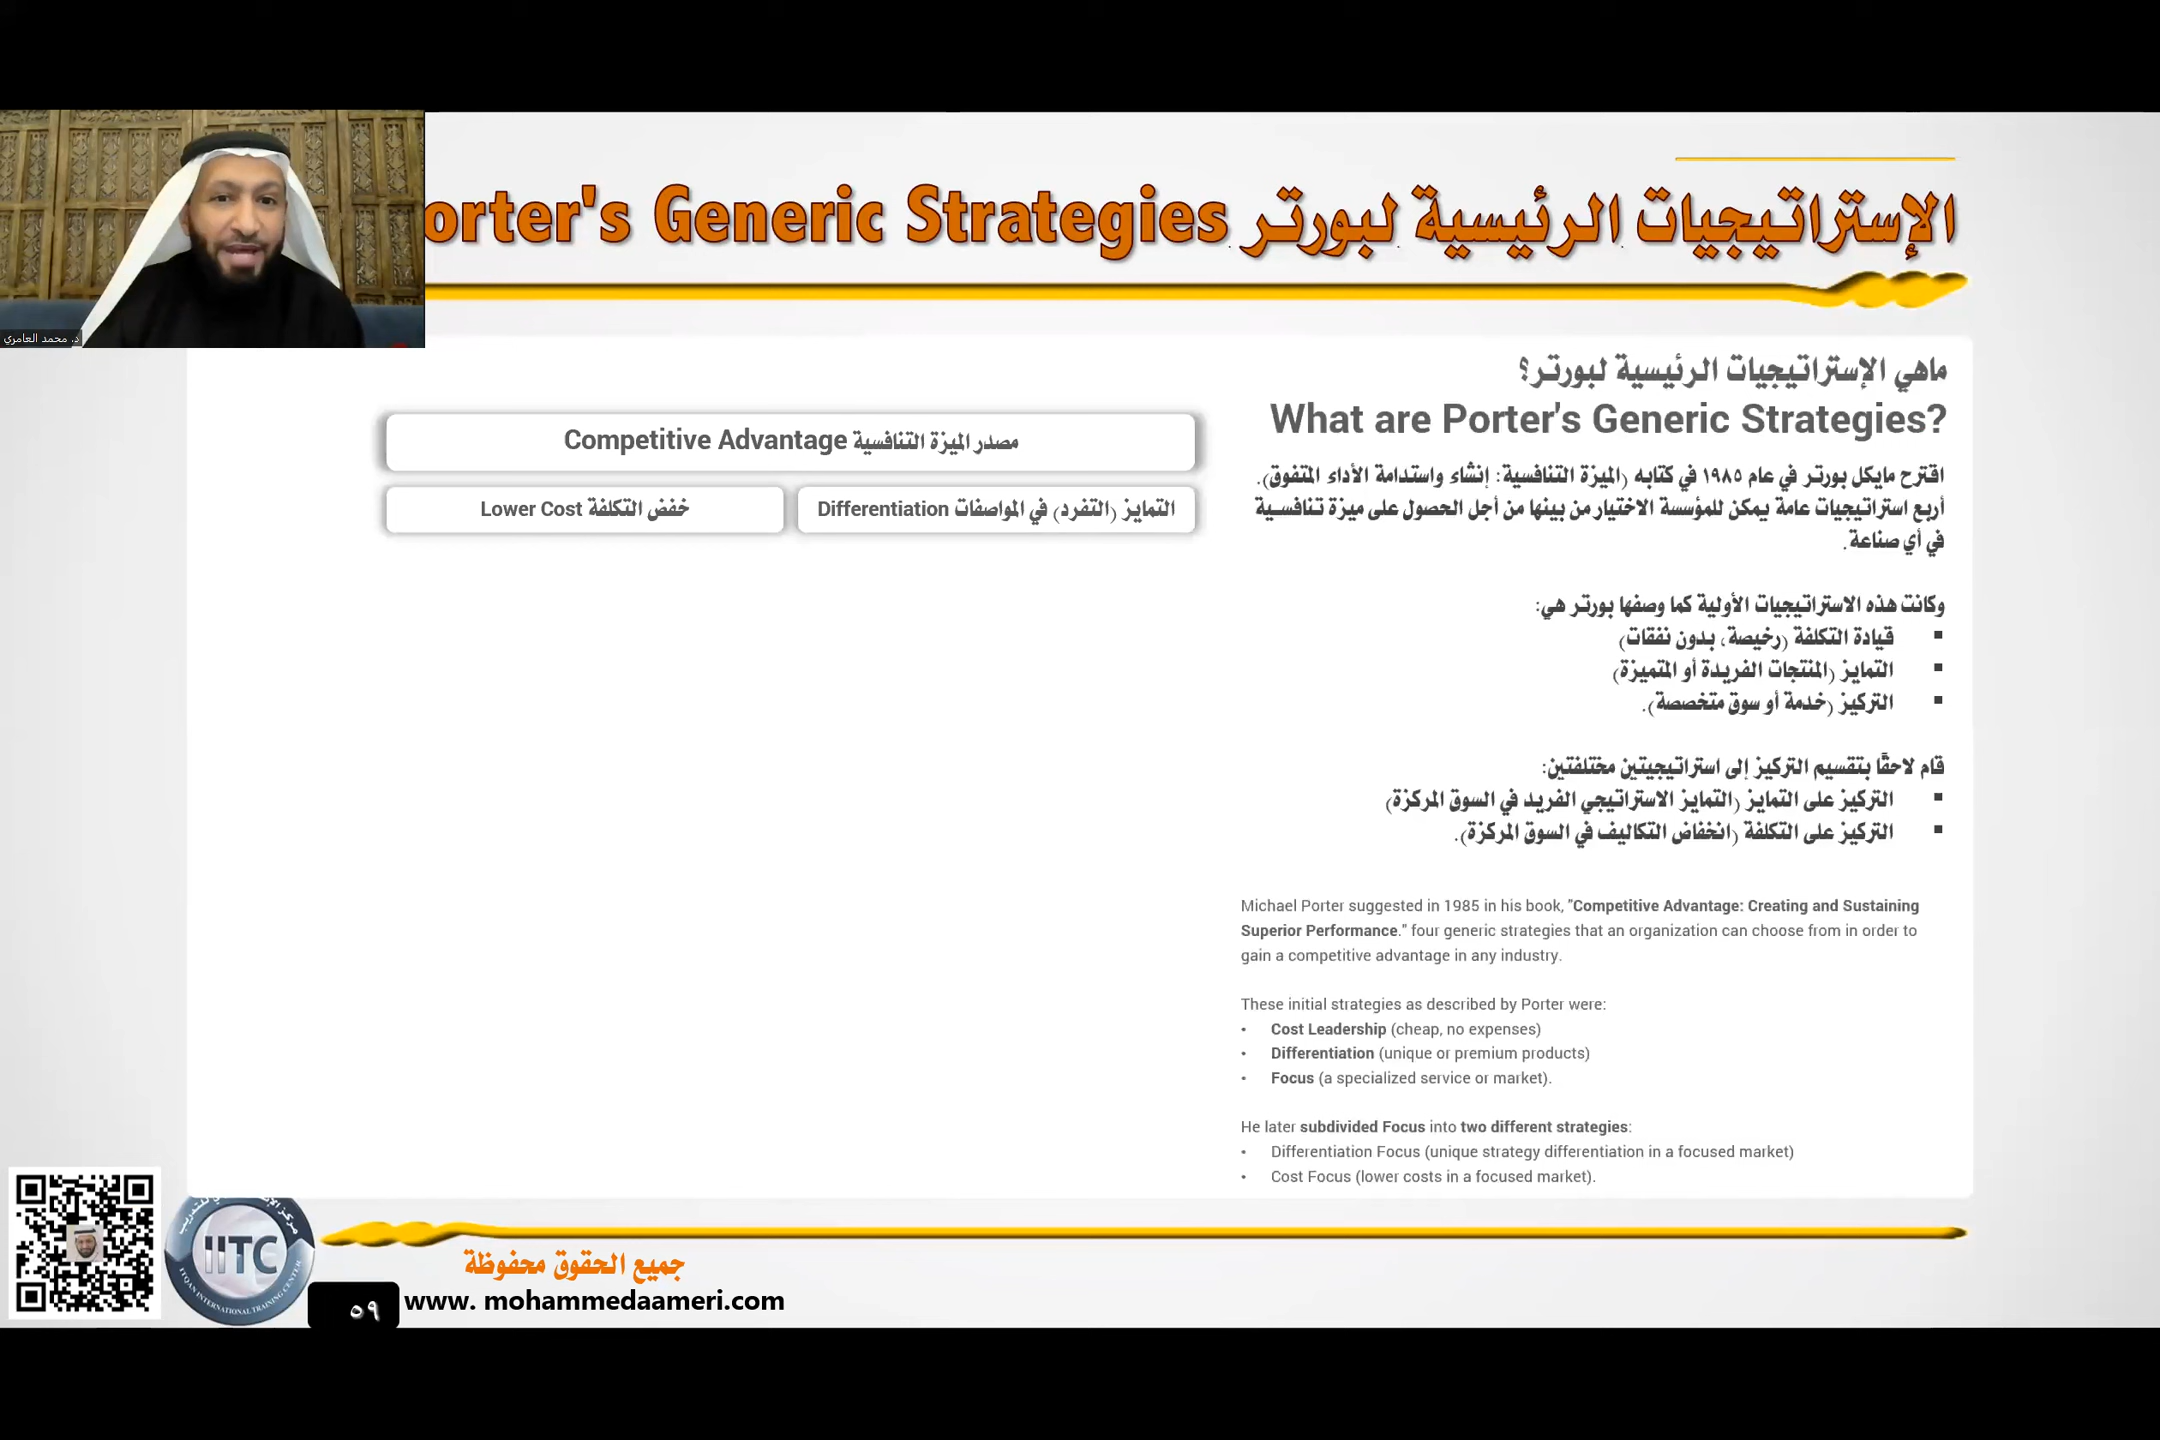 الإستراتيجيات الرئيسية لبورتر orter's Generic Strategies
د. محمد العامري
ماهي الإستراتيجيات الرئيسية لبورتر؟
What are Porter's Generic Strategies?
اقترح مايكل بورتر في عام ١٩٨٥ في كتابه (الميزة التنافسية: إنشاء واستدامة الأداء المتفوق).
أربع استراتيجيات عامة يمكن للمؤسسة الاختيار من بينها من أجل الحصول على ميزة تنافسية
في أي صناعة.
وكانت هذه الاستراتيجيات الأولية كما وصفها بورتر هي:
▪ قيادة التكلفة (رخيصة، بدون نفقات)
▪ التمايز (المنتجات الفريدة أو المتميزة)
▪ التركيز (خدمة أو سوق متخصصة).
قام لاحقًا بتقسيم التركيز إلى استراتيجيتين مختلفتين:
▪ التركيز على التمايز (التمايز الاستراتيجي الفريد في السوق المركزة)
▪ التركيز على التكلفة (انخفاض التكاليف في السوق المركزة).
Michael Porter suggested in 1985 in his book, "Competitive Advantage: Creating and Sustaining
Superior Performance." four generic strategies that an organization can choose from in order to
gain a competitive advantage in any industry.
These initial strategies as described by Porter were:
• Cost Leadership (cheap, no expenses)
• Differentiation (unique or premium products)
• Focus (a specialized service or market).
He later subdivided Focus into two different strategies:
• Differentiation Focus (unique strategy differentiation in a focused market)
• Cost Focus (lower costs in a focused market).
مصدر الميزة التنافسية Competitive Advantage
التمايز (التفرد) في المواصفات Differentiation
خفض التكلفة Lower Cost
IITC
ITQAN INTERNATIONAL TRAINING CENTER
جميع الحقوق محفوظة
www. mohammedaameri.com
٥٩